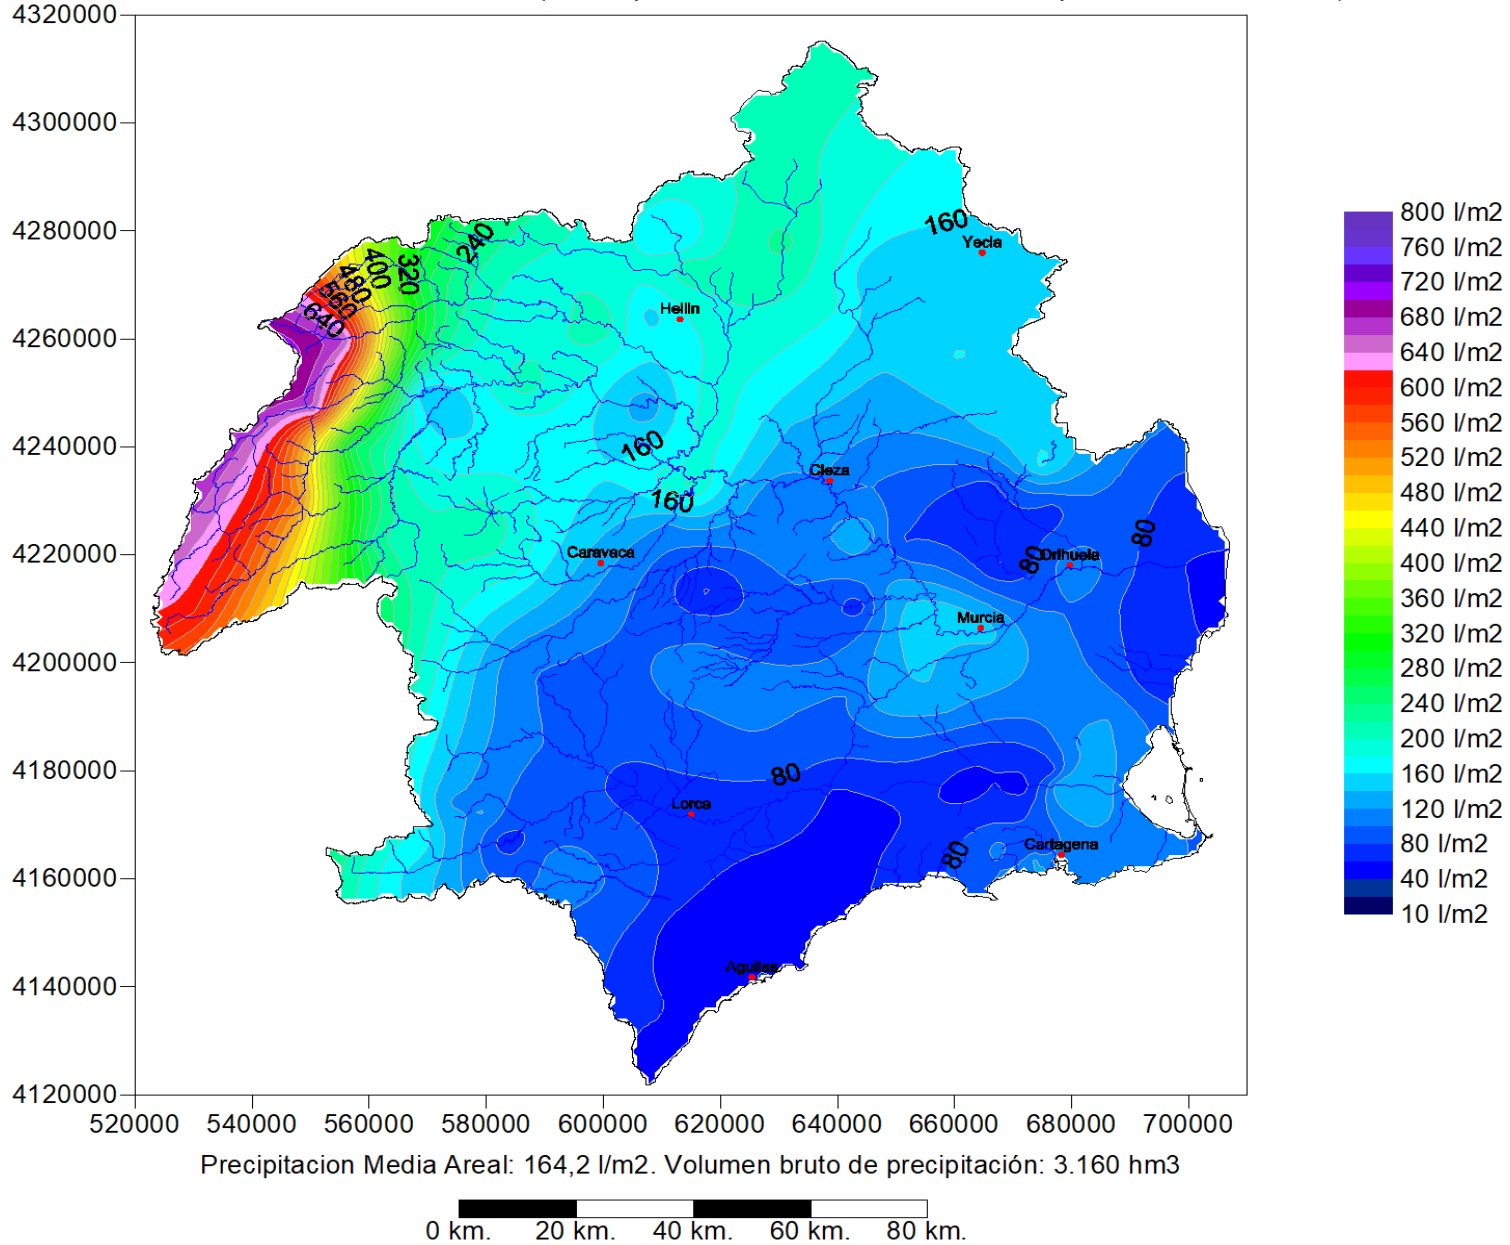 4320000
4300000
4280000
4260000
4240000
4220000
4200000
4180000
4160000
4140000
4120000
520000 540000 560000 580000 600000 620000 640000 660000 680000 700000
160
Yecla
240
320
400
480
560
640
Hellin
160
160
Cieza
Caravaca
80
80
Orihuela
Murcia
80
Lorca
80
Cartagena
Aguilas
800 l/m2
760 l/m2
720 l/m2
680 l/m2
640 l/m2
600 l/m2
560 l/m2
520 l/m2
480 l/m2
440 l/m2
400 l/m2
360 l/m2
320 l/m2
280 l/m2
240 l/m2
200 l/m2
160 l/m2
120 l/m2
80 l/m2
40 l/m2
10 l/m2
Precipitacion Media Areal: 164,2 l/m2. Volumen bruto de precipitación: 3.160 hm3
0 km. 20 km. 40 km. 60 km. 80 km.